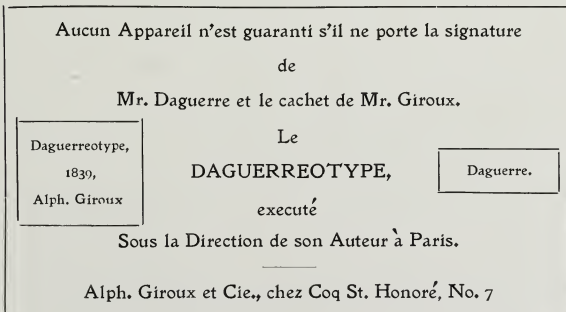 Aucun Appareil n'est guaranti s'il ne porte la signature
de
Mr. Daguerre et le cachet de Mr. Giroux.
Daguerreotype,
1839,
Alph. Giroux
Le
DAGUERREOTYPE,
executé
Daguerre.
Sous la Direction de son Auteur à Paris.
Alph. Giroux et Cie., chez Coq St. Honoré, No. 7